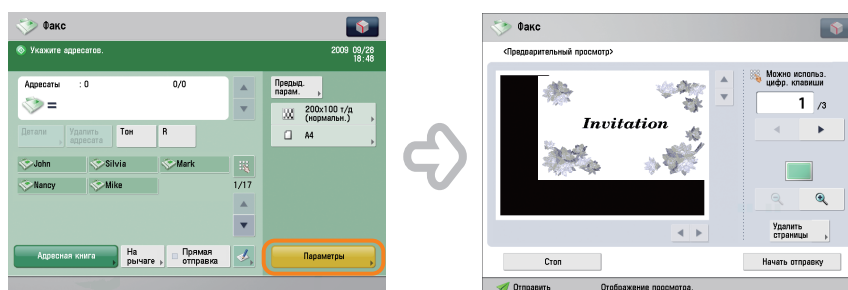 Факс
Укажите адресатов.
2009 09/28
18:48
Адресаты : 0 0/0
=
Детали
Удалить
адресата
Тон
R
Предыд.
парам.
200x100 т/д
(нормальн.)
A4
John
Silvia
Mark
Nancy
Mike
1/17
Адресная книга
На
рычаге
Прямая
отправка
Параметры
Факс
<Предварительный просмотр>
Invitation
Можно использ.
цифр. клавиши
1 /3
Удалить
страницы
Стоп
Начать отправку
Отправить
Отображение просмотра.